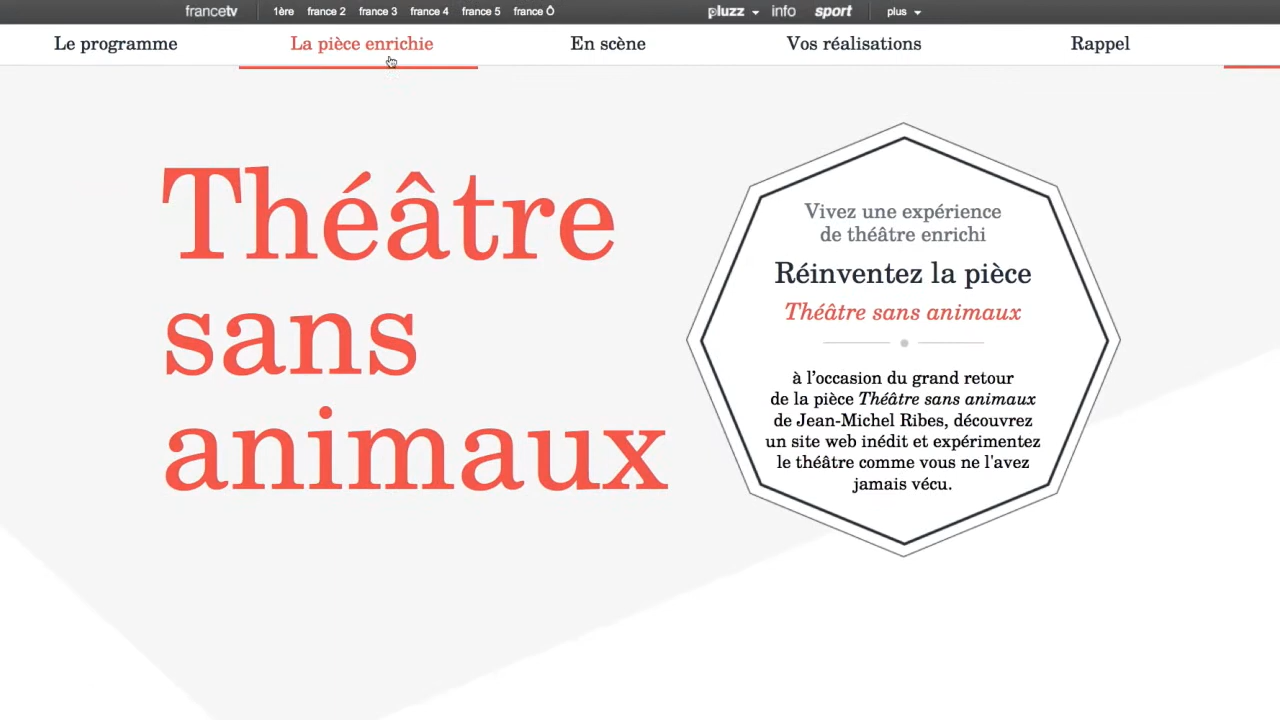 francetv 1ère france 2 france 3 france 4 france 5 france Ô pluzz info sport plus
Le programme La pièce enrichie En scène Vos réalisations Rappel
Théâtre
sans
animaux
Vivez une expérience
de théâtre enrichi
Réinventez la pièce
Théâtre sans animaux
à l'occasion du grand retour
de la pièce Théâtre sans animaux
de Jean-Michel Ribes, découvrez
un site web inédit et expérimentez
le théâtre comme vous ne l'avez
jamais vécu.